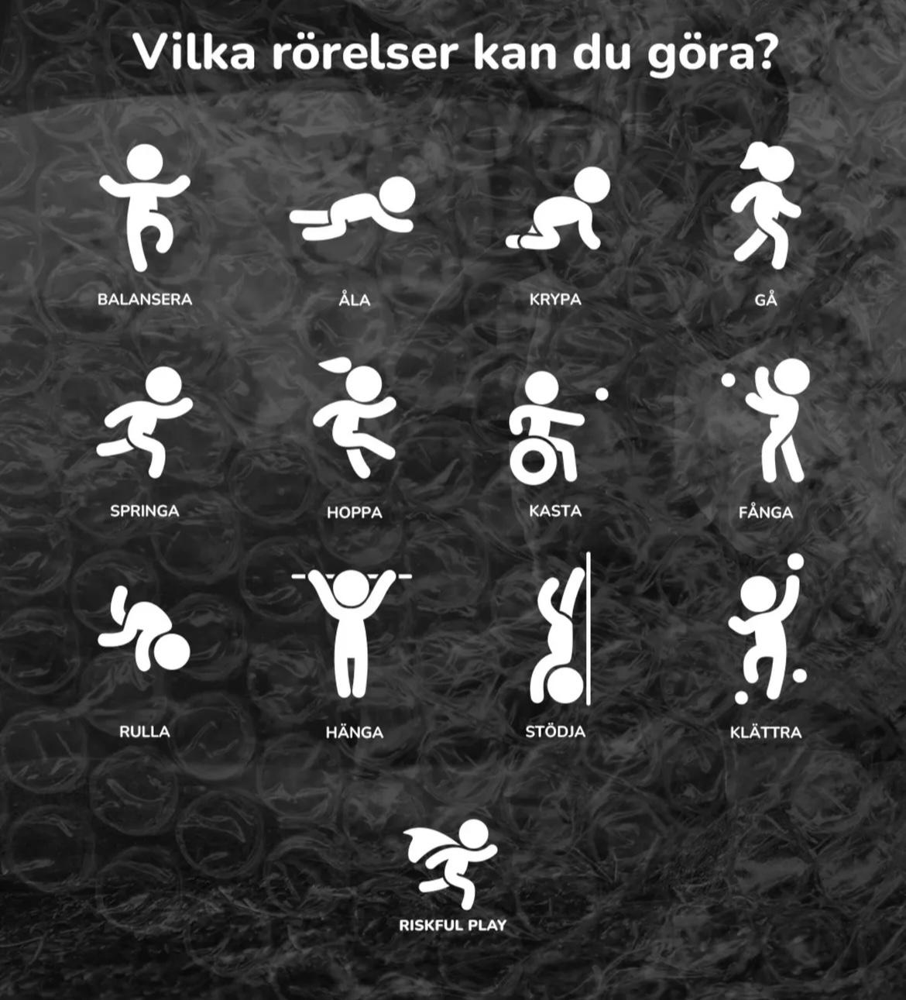 Vilka rörelser kan du göra?
BALANSERA
ÅLA
KRYPA
GÅ
SPRINGA
HOPPA
KASTA
FÅNGA
RULLA
HÄNGA
STÖDJA
KLÄTTRA
RISKFUL PLAY